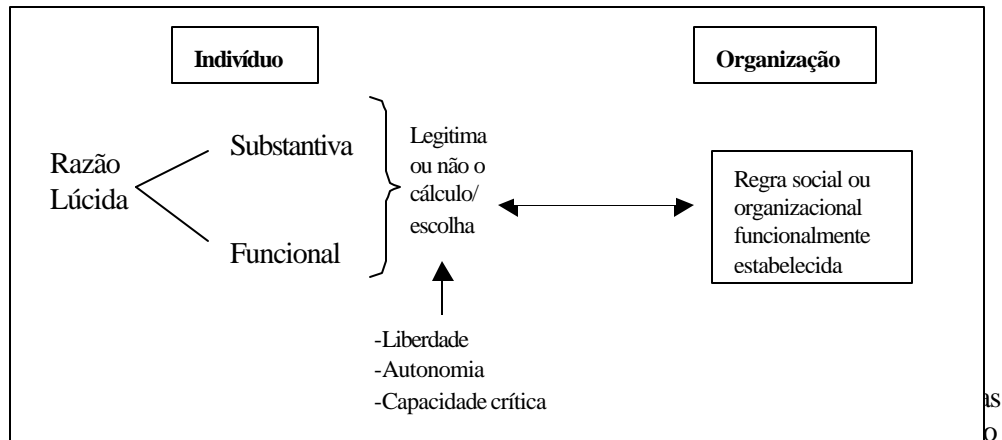 Indivíduo
Organização
Razão
Lúcida
Substantiva
Funcional
Legitima
ou não o
cálculo/
escolha
Regra social ou
organizacional
funcionalmente
estabelecida
-Liberdade
-Autonomia
-Capacidade crítica